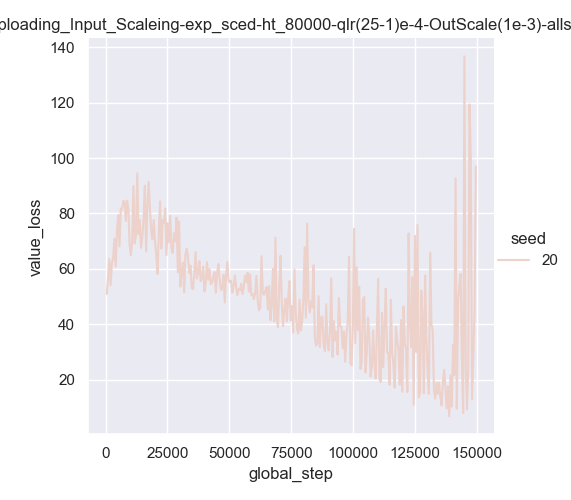 ploading_Input_Scaleing-exp_sced-ht_80000-qlr(25-1)e-4-OutScale(1e-3)-alls
140
120
100
80
60
40
20
value_loss
0 25000 50000 75000 100000 125000 150000
global_step
seed
20